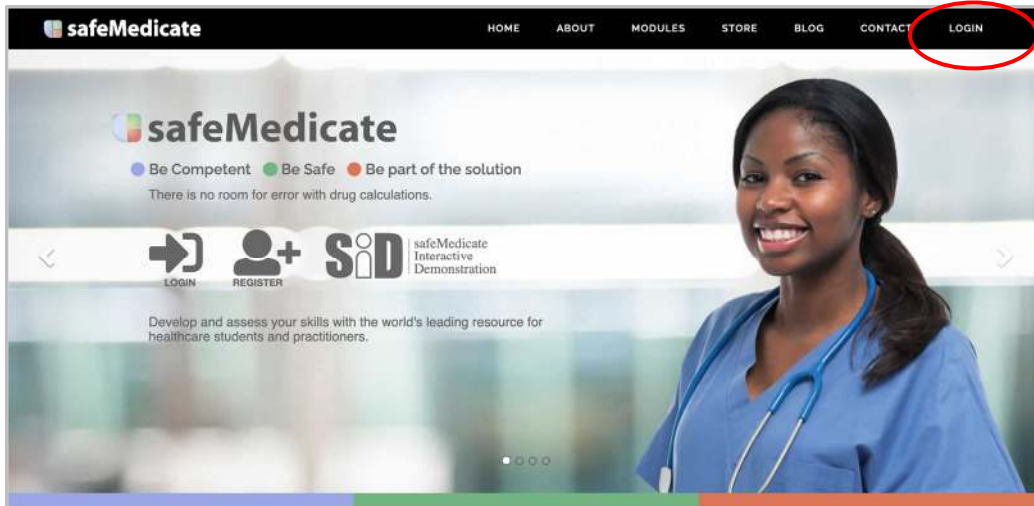 safeMedicate
HOME ABOUT MODULES STORE BLOG CONTACT LOGIN
safeMedicate
Be Competent Be Safe Be part of the solution
There is no room for error with drug calculations.
LOGIN
REGISTER
SiD
safeMedicate
Interactive
Demonstration
Develop and assess your skills with the world's leading resource for
healthcare students and practitioners.